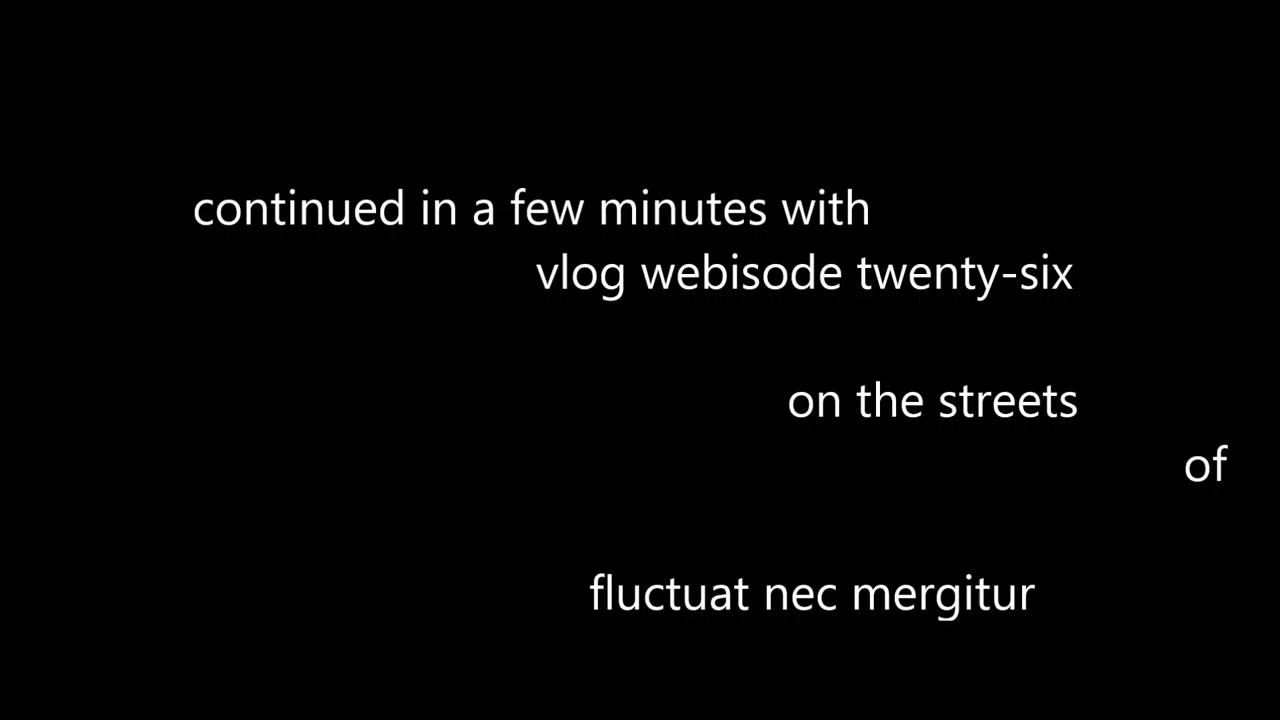 continued in a few minutes with
vlog webisode twenty-six
on the streets
of
fluctuat nec mergitur